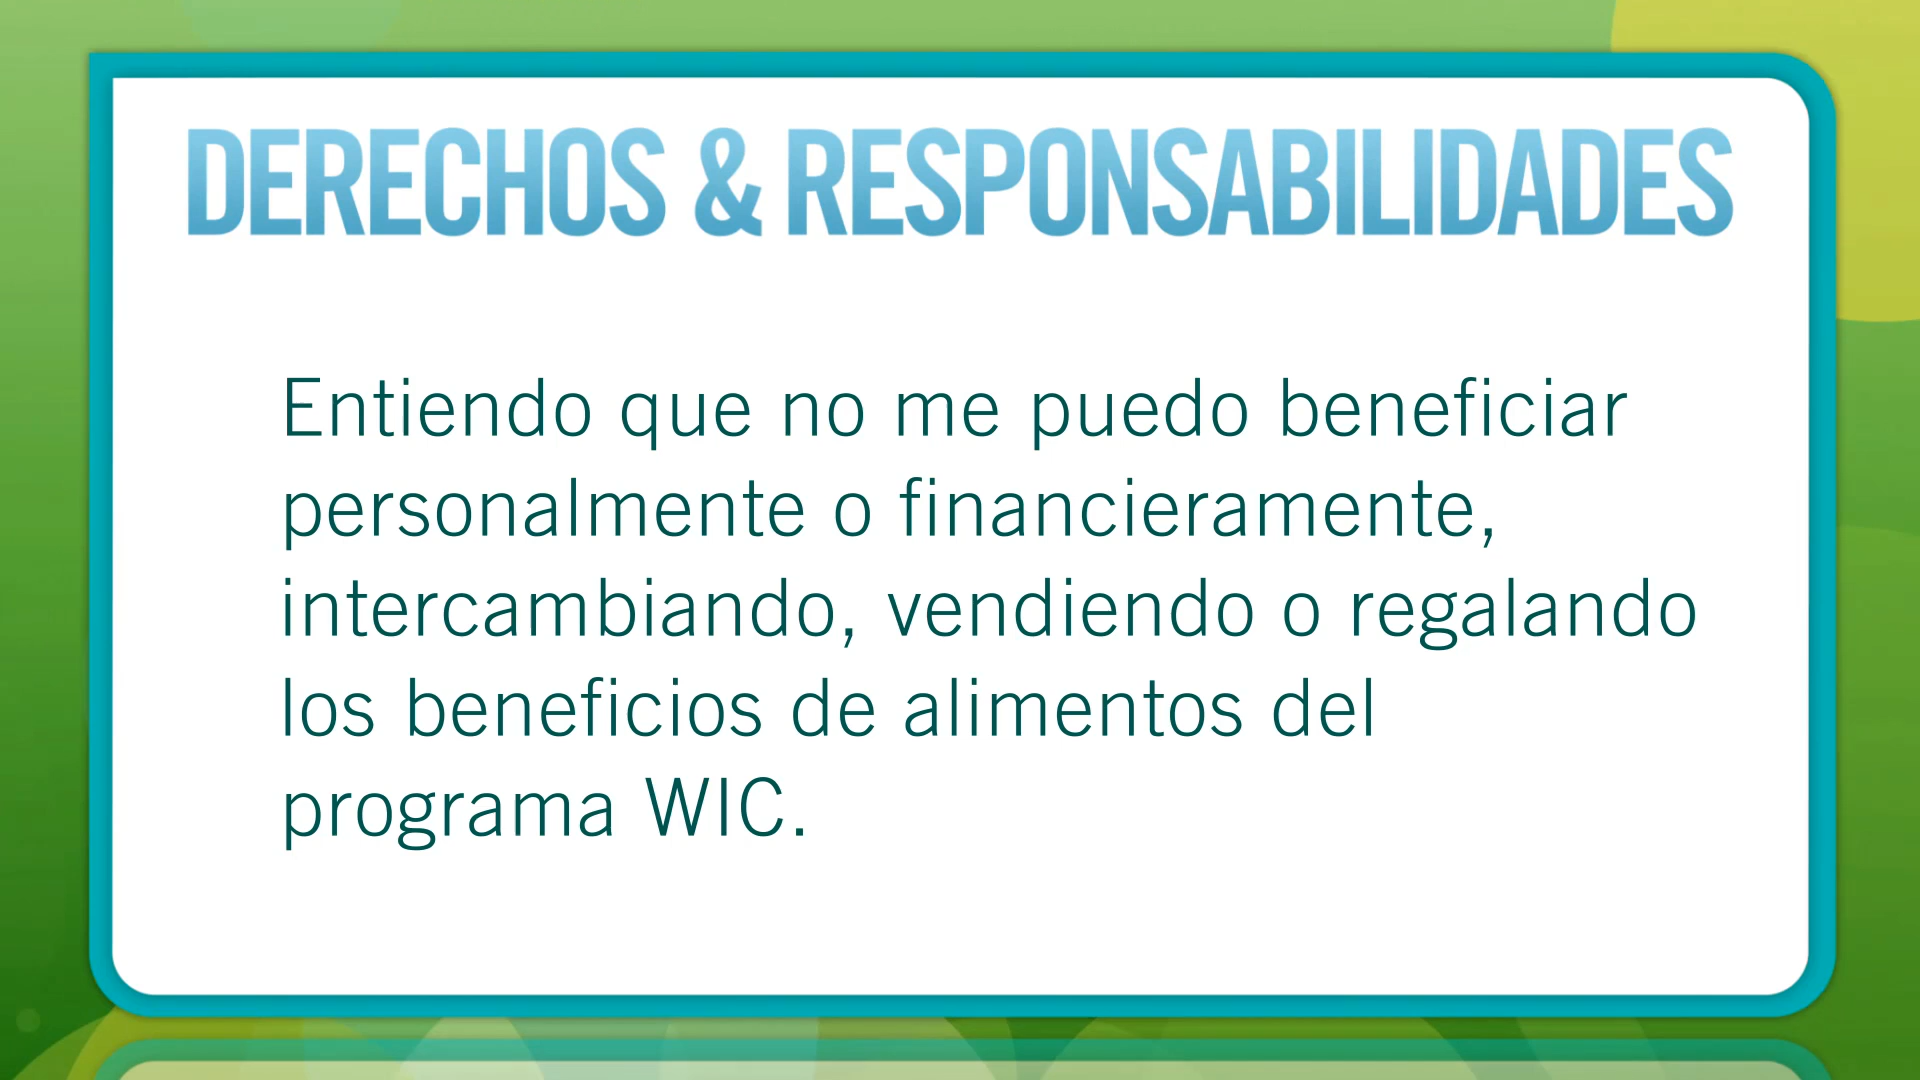 DERECHOS & RESPONSABILIDADES
Entiendo que no me puedo beneficiar
personalmente o financieramente,
intercambiando, vendiendo o regalando
los beneficios de alimentos del
programa WIC.